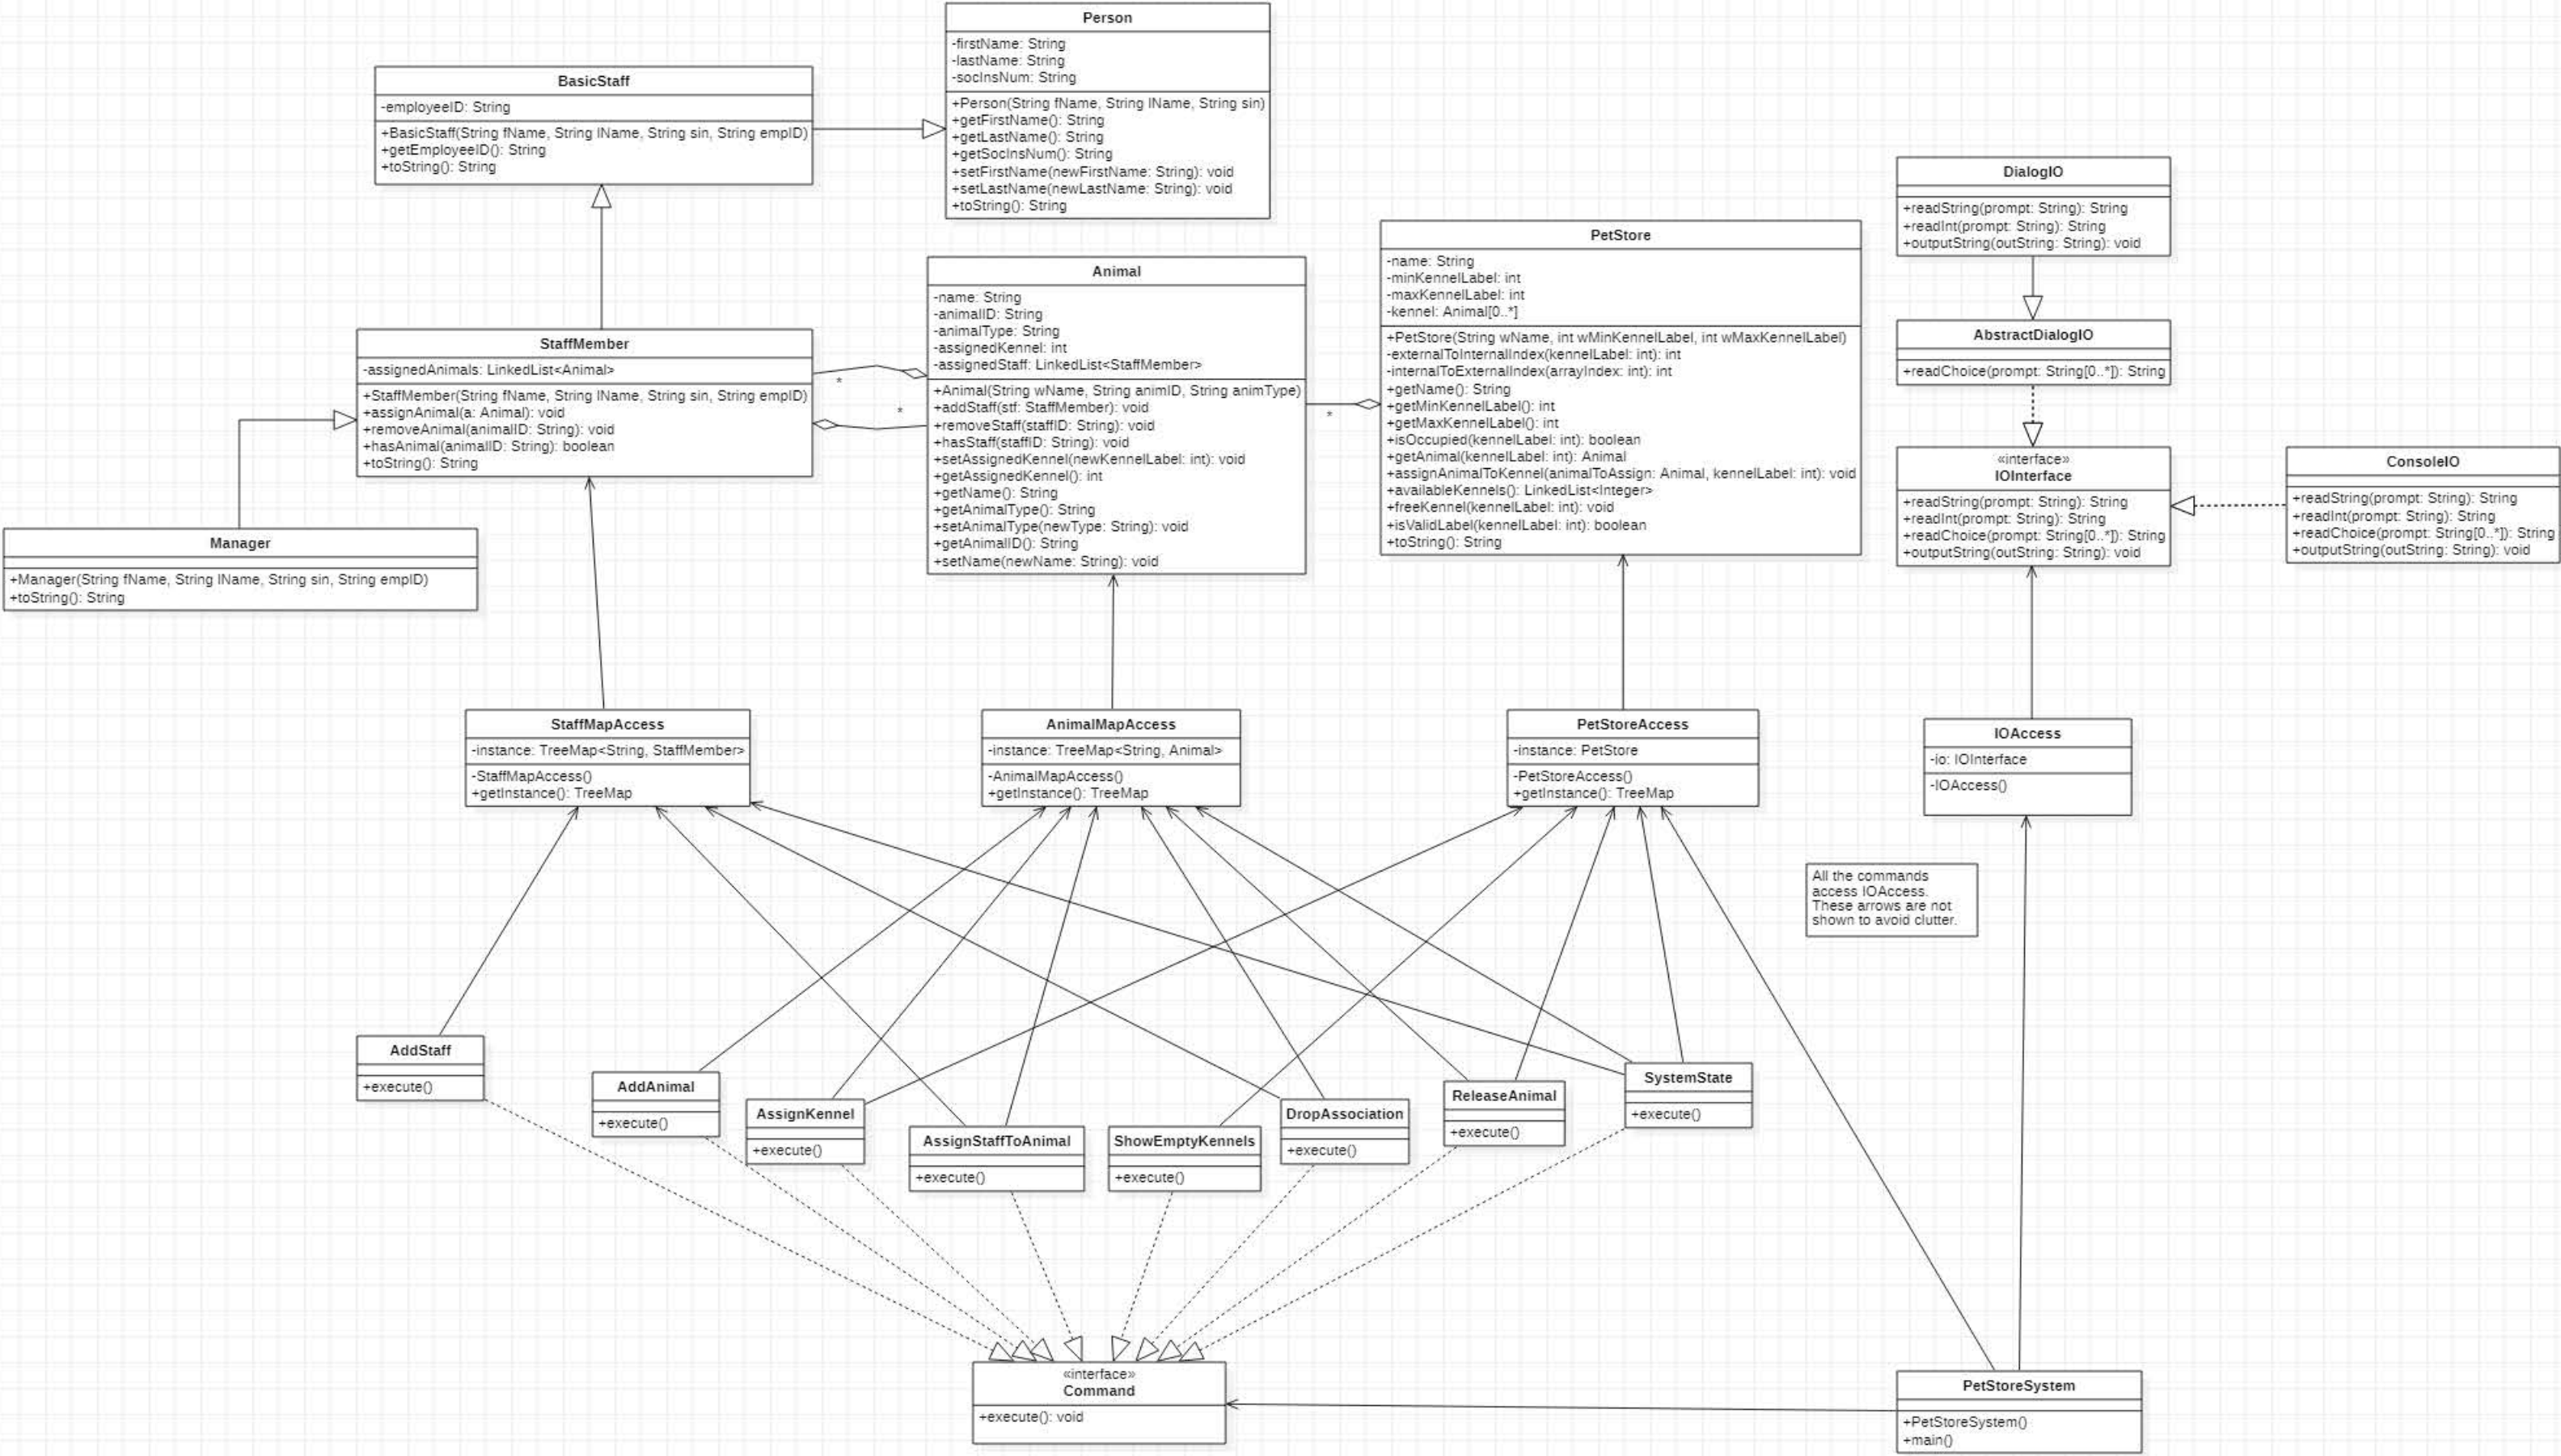 Person
-firstName: String
-lastName: String
-socInsNum: String
+Person(String fName, String lName, String sin)
+getFirstName(): String
+getLastName(): String
+getSocInsNum(): String
+setFirstName(newFirstName: String): void
+setLastName(newLastName: String): void
+toString(): String
BasicStaff
-employeeID: String
+BasicStaff(String fName, String lName, String sin, String empID)
+getEmployeeID(): String
+toString(): String
DialogIO
+readString(prompt: String): String
+readInt(prompt: String): String
+outputString(outString: String): void
PetStore
-name: String
-minKennelLabel: int
-maxKennelLabel: int
-kennel: Animal[0..*]
+PetStore(String wName, int wMinKennelLabel, int wMaxKennelLabel)
-externalToInternalIndex(kennelLabel: int): int
-internalToExternalIndex(arrayIndex: int): int
+getName(): String
+getMinKennelLabel(): int
+getMaxKennelLabel(): int
+isOccupied(kennelLabel: int): boolean
+getAnimal(kennelLabel: int): Animal
+assignAnimalToKennel(animalToAssign: Animal, kennelLabel: int): void
+availableKennels(): LinkedList<Integer>
+freeKennel(kennelLabel: int): void
+isValidLabel(kennelLabel: int): boolean
+toString(): String
Animal
-name: String
-animalID: String
-animalType: String
-assignedKennel: int
-assignedStaff: LinkedList<StaffMember>
+Animal(String wName, String animID, String animType)
+addStaff(stf: StaffMember): void
+removeStaff(staffID: String): void
+hasStaff(staffID: String): void
+setAssignedKennel(newKennelLabel: int): void
+getAssignedKennel(): int
+getName(): String
+getAnimalType(): String
+setAnimalType(newType: String): void
+getAnimalID(): String
+setName(newName: String): void
StaffMember
-assignedAnimals: LinkedList<Animal>
+StaffMember(String fName, String lName, String sin, String empID)
+assignAnimal(a: Animal): void
+removeAnimal(animalID: String): void
+hasAnimal(animalID: String): boolean
+toString(): String
*
*
*
AbstractDialogIO
+readChoice(prompt: String[0..*]): String
«interface»
IOInterface
+readString(prompt: String): String
+readInt(prompt: String): String
+readChoice(prompt: String[0..*]): String
+outputString(outString: String): void
ConsoleIO
+readString(prompt: String): String
+readInt(prompt: String): String
+readChoice(prompt: String[0..*]): String
+outputString(outString: String): void
Manager
+Manager(String fName, String lName, String sin, String empID)
+toString(): String
StaffMapAccess
-instance: TreeMap<String, StaffMember>
-StaffMapAccess()
+getInstance(): TreeMap
AnimalMapAccess
-instance: TreeMap<String, Animal>
-AnimalMapAccess()
+getInstance(): TreeMap
PetStoreAccess
-instance: PetStore
-PetStoreAccess()
+getInstance(): TreeMap
IOAccess
-io: IOInterface
-IOAccess()
All the commands
access IOAccess.
These arrows are not
shown to avoid clutter.
AddStaff
+execute()
AddAnimal
+execute()
AssignKennel
+execute()
AssignStaffToAnimal
+execute()
ShowEmptyKennels
+execute()
DropAssociation
+execute()
ReleaseAnimal
+execute()
SystemState
+execute()
«interface»
Command
+execute(): void
PetStoreSystem
+PetStoreSystem()
+main()